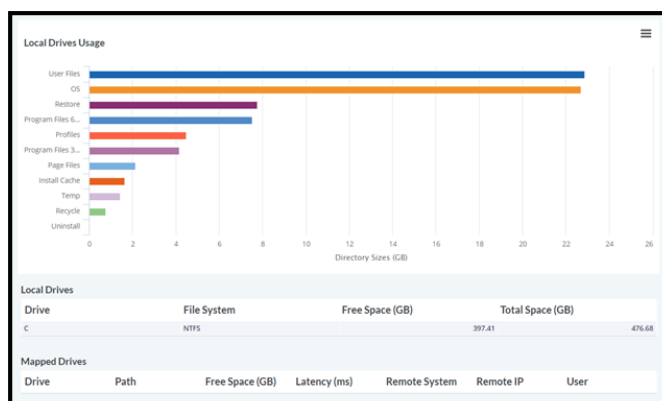 Local Drives Usage
User Files
OS
Restore
Program Files 6...
Profiles
Program Files 3...
Page Files
Install Cache
Temp
Recycle
Uninstall
0 2 4 6 8 10 12 14 16 18 20 22 24 26
Directory Sizes (GB)
Local Drives
Drive File System Free Space (GB) Total Space (GB)
C NTFS 397.41 476.68
Mapped Drives
Drive Path Free Space (GB) Latency (ms) Remote System Remote IP User